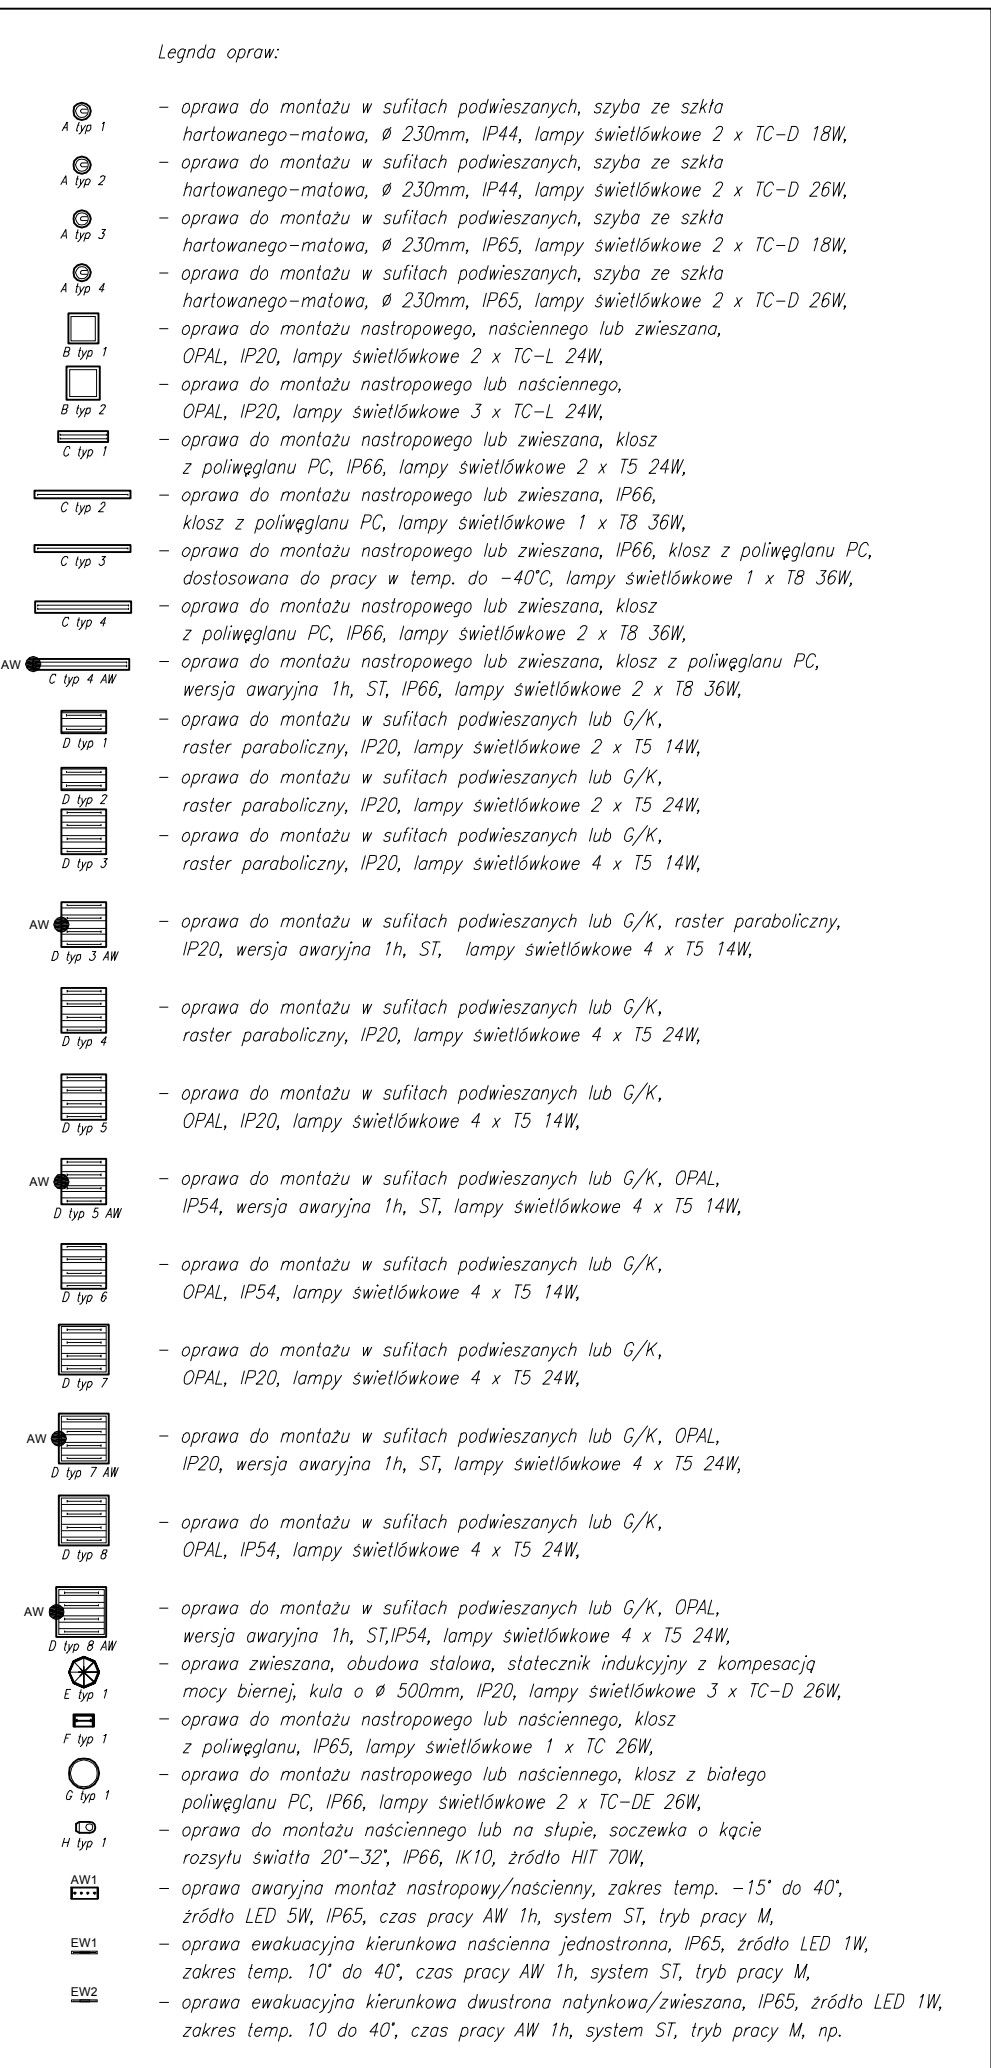 Legnda opraw:
A typ 1
– oprawa do montażu w sufitach podwieszanych, szyba ze szkła
hartowanego–matowa, ø 230mm, IP44, lampy świetlówkowe 2 x TC–D 18W,
A typ 2
– oprawa do montażu w sufitach podwieszanych, szyba ze szkła
hartowanego–matowa, ø 230mm, IP44, lampy świetlówkowe 2 x TC–D 26W,
A typ 3
– oprawa do montażu w sufitach podwieszanych, szyba ze szkła
hartowanego–matowa, ø 230mm, IP65, lampy świetlówkowe 2 x TC–D 18W,
A typ 4
– oprawa do montażu w sufitach podwieszanych, szyba ze szkła
hartowanego–matowa, ø 230mm, IP65, lampy świetlówkowe 2 x TC–D 26W,
B typ 1
– oprawa do montażu nastropowego, naściennego lub zwieszana,
OPAL, IP20, lampy świetlówkowe 2 x TC–L 24W,
B typ 2
– oprawa do montażu nastropowego lub naściennego,
OPAL, IP20, lampy świetlówkowe 3 x TC–L 24W,
C typ 1
– oprawa do montażu nastropowego lub zwieszana, klosz
z poliwęglanu PC, IP66, lampy świetlówkowe 2 x T5 24W,
C typ 2
– oprawa do montażu nastropowego lub zwieszana, IP66,
klosz z poliwęglanu PC, lampy świetlówkowe 1 x T8 36W,
C typ 3
– oprawa do montażu nastropowego lub zwieszana, IP66, klosz z poliwęglanu PC,
dostosowana do pracy w temp. do –40°C, lampy świetlówkowe 1 x T8 36W,
C typ 4
– oprawa do montażu nastropowego lub zwieszana, klosz
z poliwęglanu PC, IP66, lampy świetlówkowe 2 x T8 36W,
AW
C typ 4 AW
– oprawa do montażu nastropowego lub zwieszana, klosz z poliwęglanu PC,
wersja awaryjna 1h, ST, IP66, lampy świetlówkowe 2 x T8 36W,
D typ 1
– oprawa do montażu w sufitach podwieszanych lub G/K,
raster paraboliczny, IP20, lampy świetlówkowe 2 x T5 14W,
D typ 2
– oprawa do montażu w sufitach podwieszanych lub G/K,
raster paraboliczny, IP20, lampy świetlówkowe 2 x T5 24W,
D typ 3
– oprawa do montażu w sufitach podwieszanych lub G/K,
raster paraboliczny, IP20, lampy świetlówkowe 4 x T5 14W,
AW
D typ 3 AW
– oprawa do montażu w sufitach podwieszanych lub G/K, raster paraboliczny,
IP20, wersja awaryjna 1h, ST, lampy świetlówkowe 4 x T5 14W,
D typ 4
– oprawa do montażu w sufitach podwieszanych lub G/K,
raster paraboliczny, IP20, lampy świetlówkowe 4 x T5 24W,
D typ 5
– oprawa do montażu w sufitach podwieszanych lub G/K,
OPAL, IP20, lampy świetlówkowe 4 x T5 14W,
AW
D typ 5 AW
– oprawa do montażu w sufitach podwieszanych lub G/K, OPAL,
IP54, wersja awaryjna 1h, ST, lampy świetlówkowe 4 x T5 14W,
D typ 6
– oprawa do montażu w sufitach podwieszanych lub G/K,
OPAL, IP54, lampy świetlówkowe 4 x T5 14W,
D typ 7
– oprawa do montażu w sufitach podwieszanych lub G/K,
OPAL, IP20, lampy świetlówkowe 4 x T5 24W,
AW
D typ 7 AW
– oprawa do montażu w sufitach podwieszanych lub G/K, OPAL,
IP20, wersja awaryjna 1h, ST, lampy świetlówkowe 4 x T5 24W,
D typ 8
– oprawa do montażu w sufitach podwieszanych lub G/K,
OPAL, IP54, lampy świetlówkowe 4 x T5 24W,
AW
D typ 8 AW
– oprawa do montażu w sufitach podwieszanych lub G/K, OPAL,
wersja awaryjna 1h, ST,IP54, lampy świetlówkowe 4 x T5 24W,
E typ 1
– oprawa zwieszana, obudowa stalowa, statecznik indukcyjny z kompesacją
mocy biernej, kula o ø 500mm, IP20, lampy świetlówkowe 3 x TC–D 26W,
F typ 1
– oprawa do montażu nastropowego lub naściennego, klosz
z poliwęglanu, IP65, lampy świetlówkowe 1 x TC 26W,
G typ 1
– oprawa do montażu nastropowego lub naściennego, klosz z białego
poliwęglanu PC, IP66, lampy świetlówkowe 2 x TC–DE 26W,
H typ 1
– oprawa do montażu naściennego lub na słupie, soczewka o kącie
rozsyłu światła 20°–32°, IP66, IK10, źródło HIT 70W,
AW1
– oprawa awaryjna montaż nastropowy/naścienny, zakres temp. –15° do 40°,
źródło LED 5W, IP65, czas pracy AW 1h, system ST, tryb pracy M,
EW1
– oprawa ewakuacyjna kierunkowa naścienna jednostronna, IP65, źródło LED 1W,
zakres temp. 10° do 40°, czas pracy AW 1h, system ST, tryb pracy M,
EW2
– oprawa ewakuacyjna kierunkowa dwustrona natynkowa/zwieszana, IP65, źródło LED 1W,
zakres temp. 10 do 40°, czas pracy AW 1h, system ST, tryb pracy M, np.